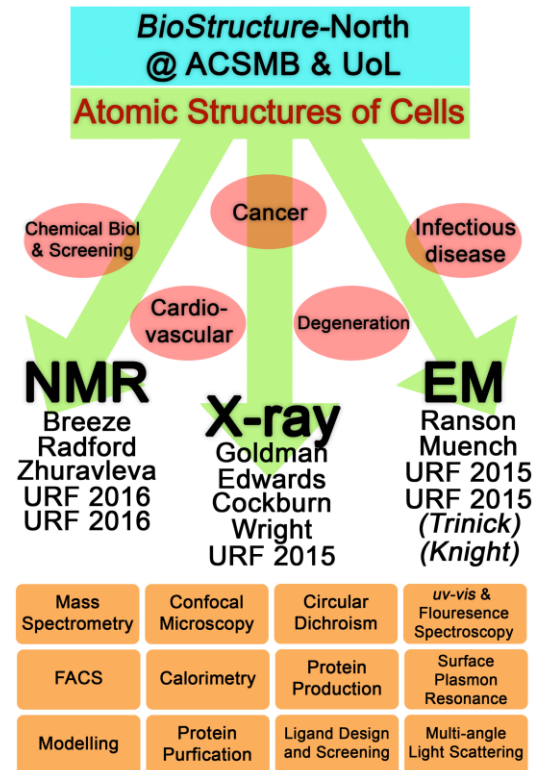 BioStructure-North
@ ACSMB & UoL
Atomic Structures of Cells
Chemical Biol
& Screening
Cancer
Infectious
disease
Cardio-
vascular
Degeneration
NMR
Breeze
Radford
Zhuravleva
URF 2016
URF 2016
X-ray
Goldman
Edwards
Cockburn
Wright
URF 2015
EM
Ranson
Muench
URF 2015
URF 2015
(Trinick)
(Knight)
Mass
Spectrometry
Confocal
Microscopy
Circular
Dichroism
uv-vis &
Flouresence
Spectroscopy
FACS
Calorimetry
Protein
Production
Surface
Plasmon
Resonance
Modelling
Protein
Purfication
Ligand Design
and Screening
Multi-angle
Light Scattering